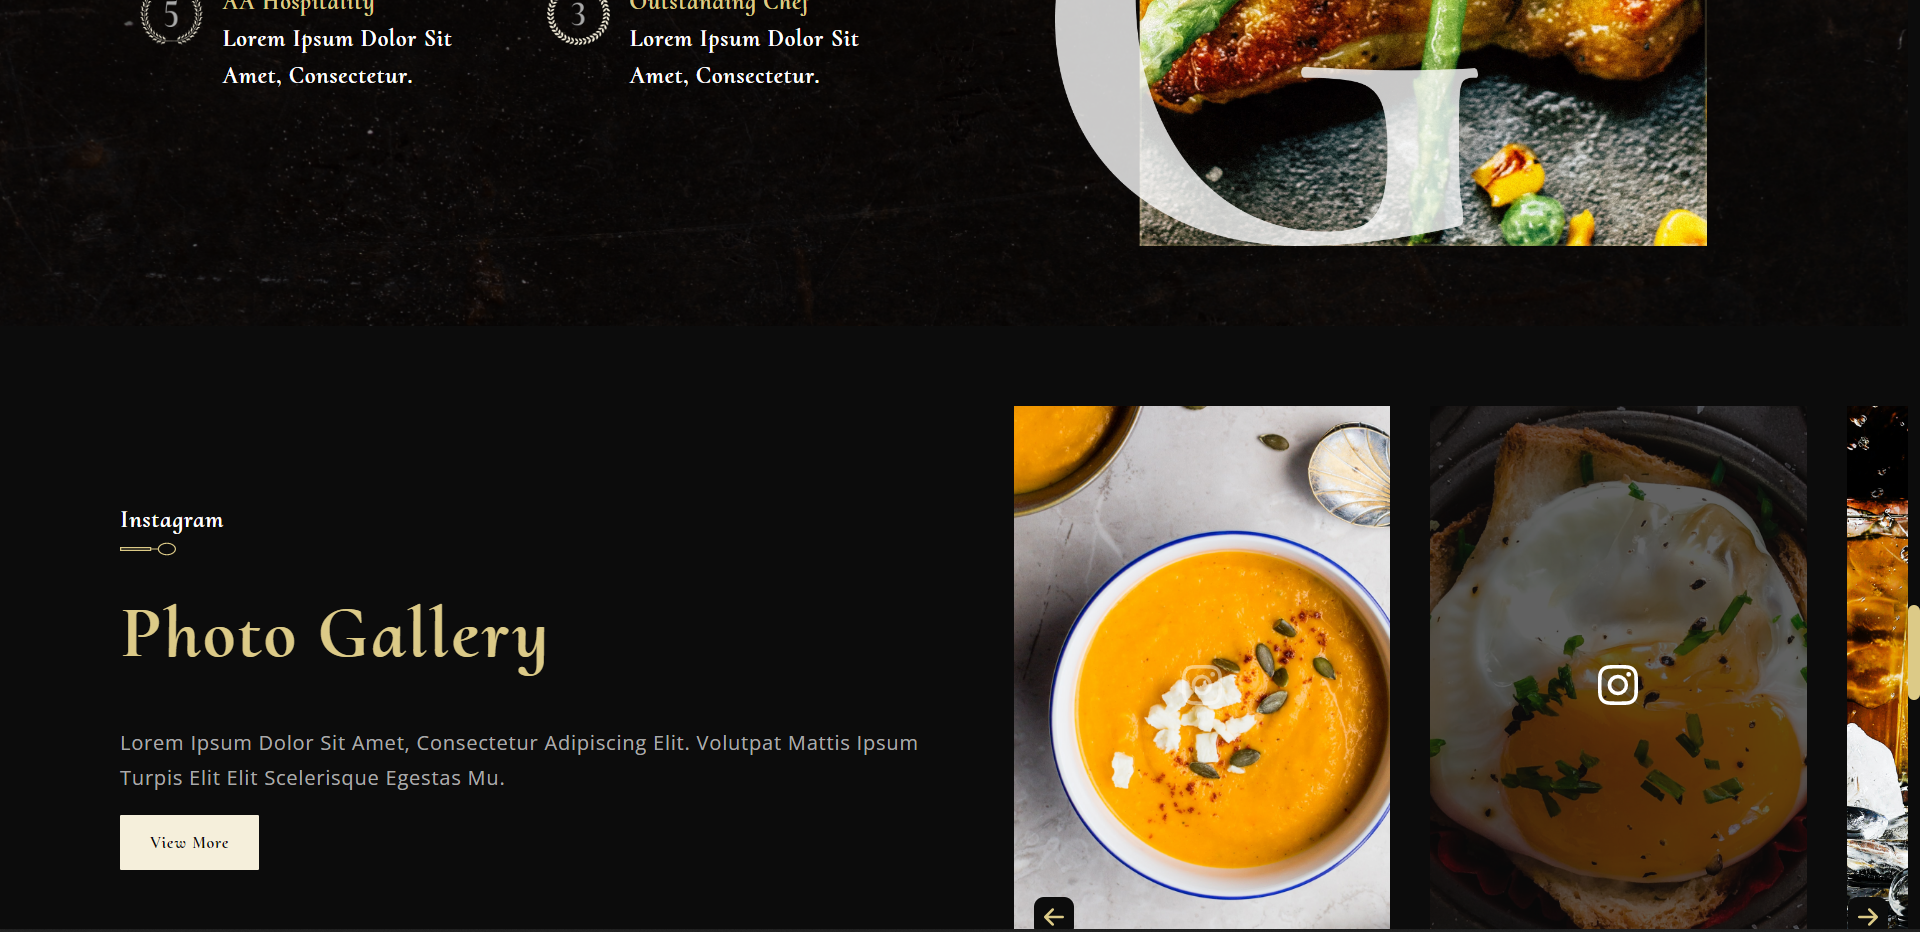 5
AA Hospitality
Lorem Ipsum Dolor Sit
Amet, Consectetur.
3
Outstanding Chef
Lorem Ipsum Dolor Sit
Amet, Consectetur.
G
Instagram
Photo Gallery
Lorem Ipsum Dolor Sit Amet, Consectetur Adipiscing Elit. Volutpat Mattis Ipsum
Turpis Elit Elit Scelerisque Egestas Mu.
View More